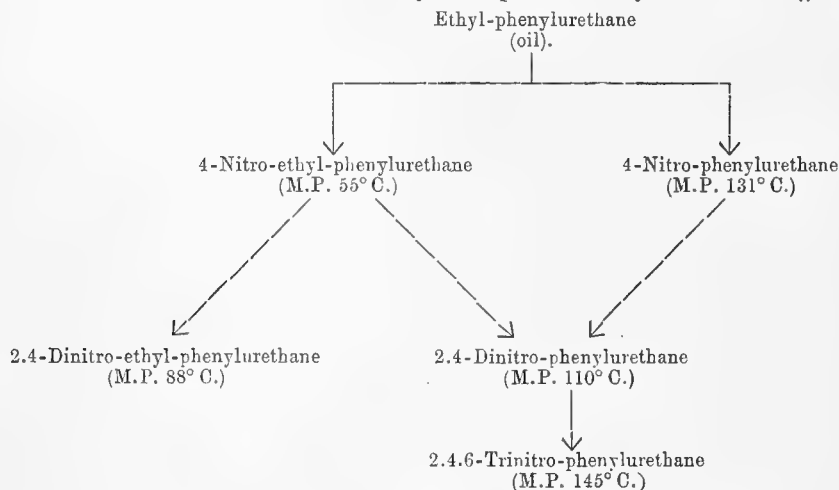 Ethyl-phenylurethane
(oil).
4-Nitro-ethyl-phenylurethane
(M.P. 55° C.)
4-Nitro-phenylurethane
(M.P. 131° C.)
2.4-Dinitro-ethyl-phenylurethane
(M.P. 88° C.)
2.4-Dinitro-phenylurethane
(M.P. 110° C.)
2.4.6-Trinitro-phenylurethane
(M.P. 145° C.)